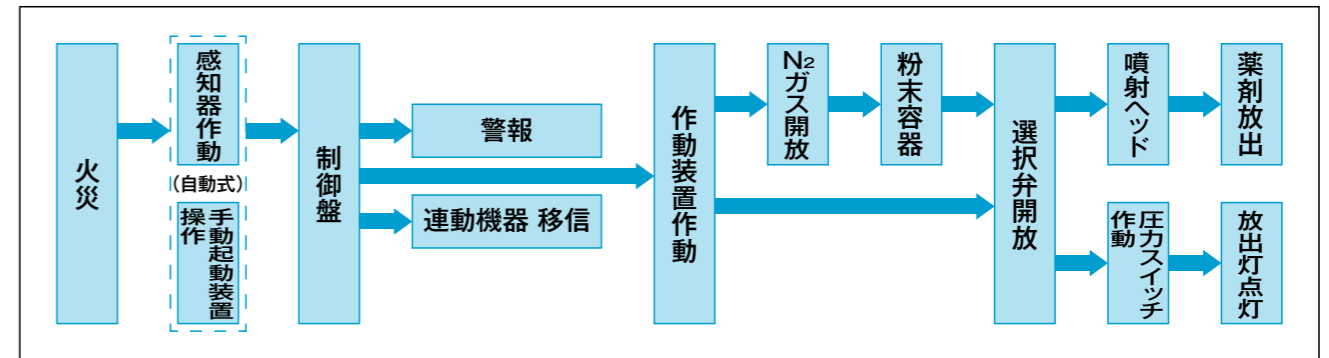 火災
感知器作動
(自動式)
手動起動装置
操作
制御盤
警報
連動機器 移信
作動装置作動
N2ガス開放
粉末容器
選択弁開放
噴射ヘッド
薬剤放出
圧力スイッチ
作動
放出灯点灯